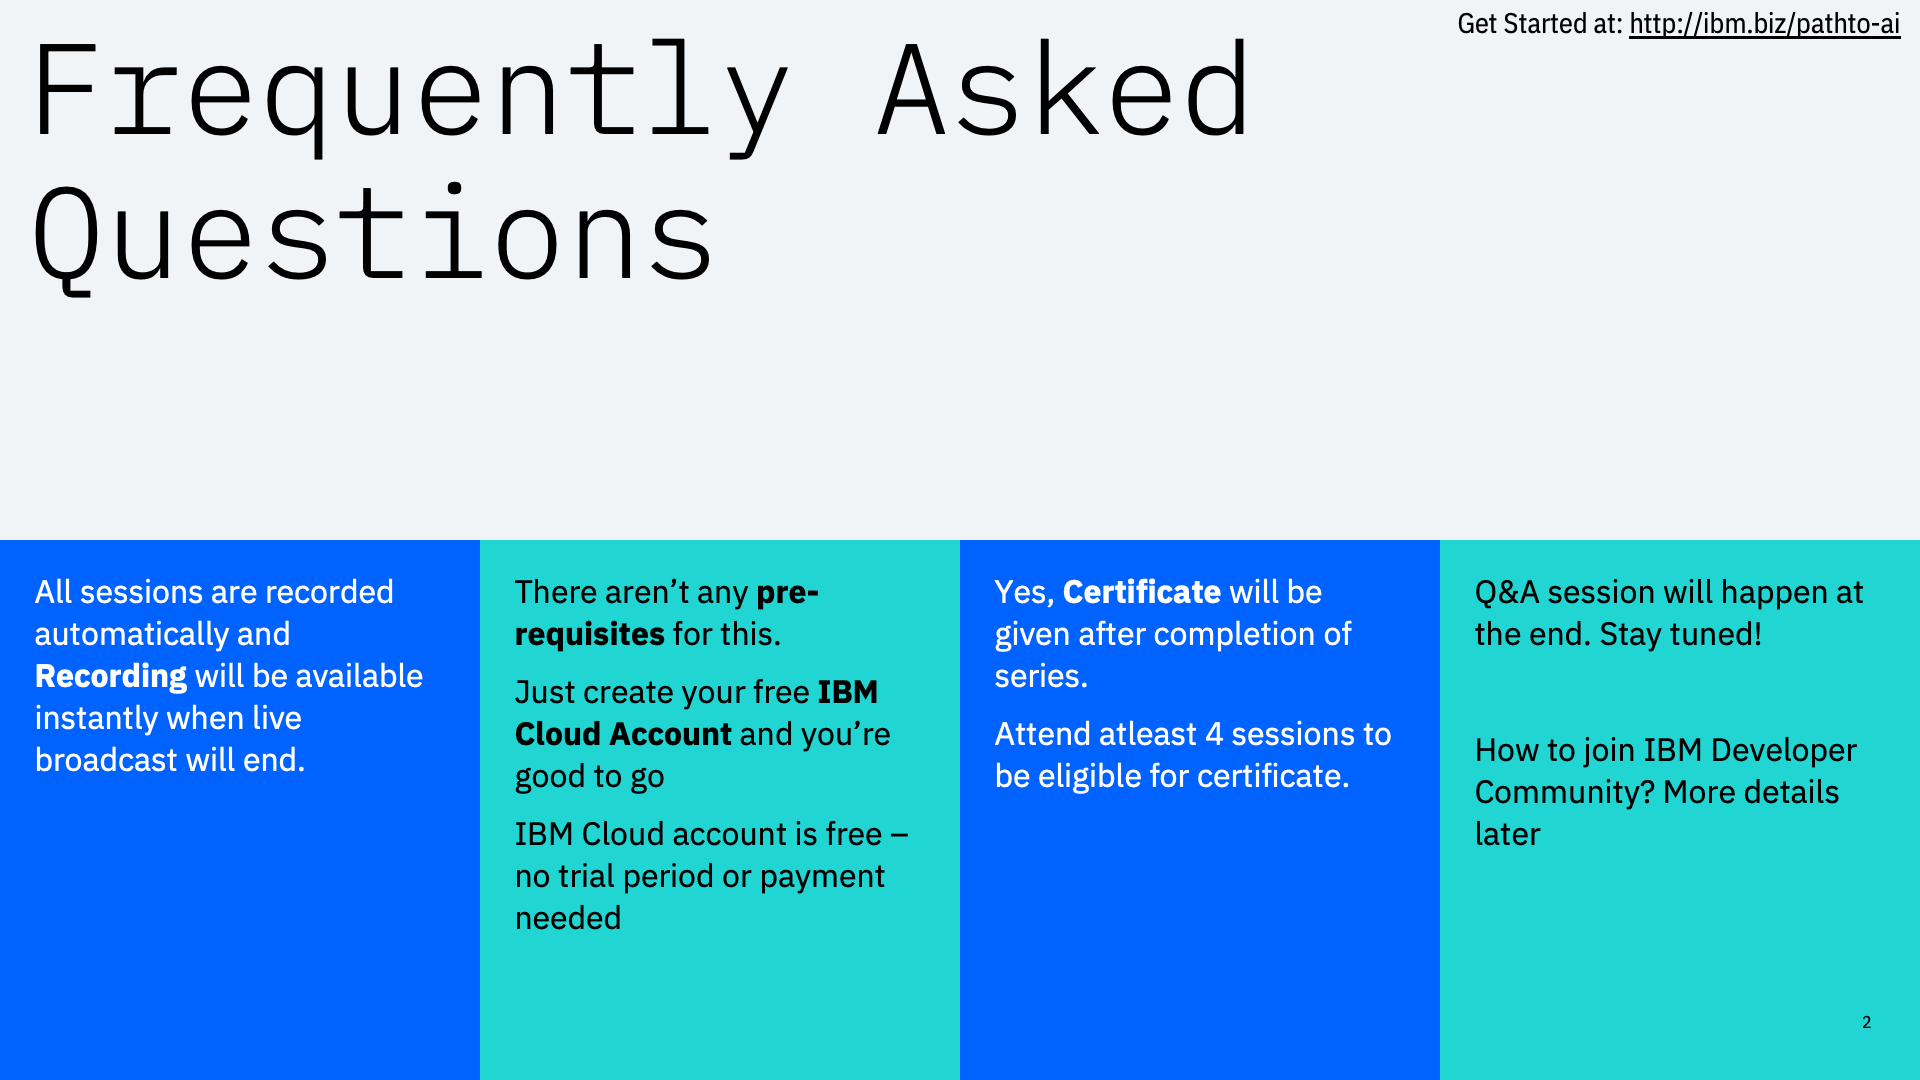 Get Started at: http://ibm.biz/pathto-ai
Frequently Asked
Questions
All sessions are recorded
automatically and
Recording will be available
instantly when live
broadcast will end.
There aren’t any pre-
requisites for this.
Just create your free IBM
Cloud Account and you’re
good to go
IBM Cloud account is free –
no trial period or payment
needed
Yes, Certificate will be
given after completion of
series.
Attend atleast 4 sessions to
be eligible for certificate.
Q&A session will happen at
the end. Stay tuned!
How to join IBM Developer
Community? More details
later
2